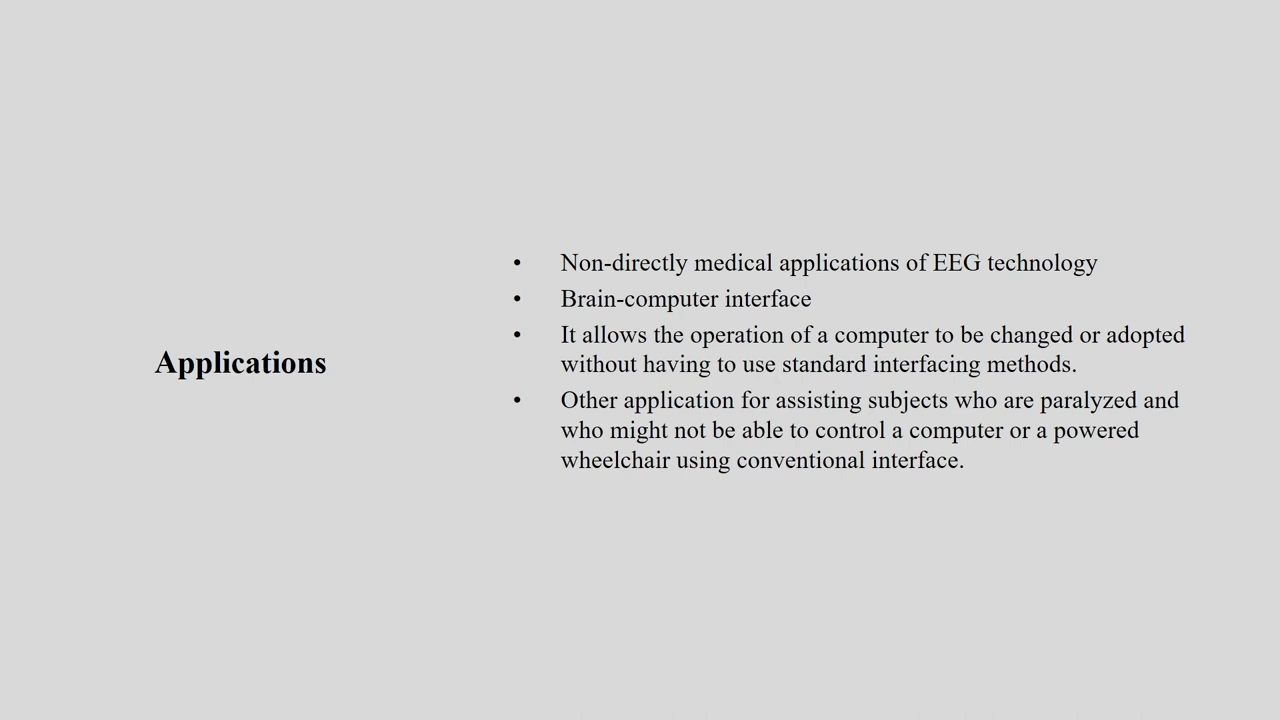 Applications
• Non-directly medical applications of EEG technology
• Brain-computer interface
• It allows the operation of a computer to be changed or adopted
without having to use standard interfacing methods.
• Other application for assisting subjects who are paralyzed and
who might not be able to control a computer or a powered
wheelchair using conventional interface.